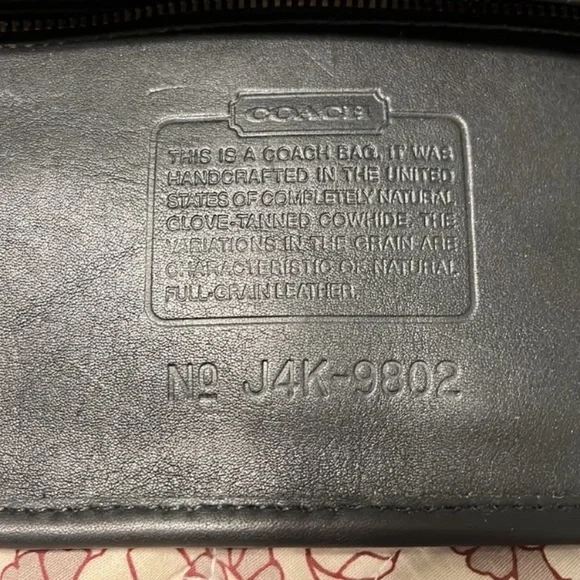 COACH
THIS IS A COACH BAG. IT WAS
HANDCRAFTED IN THE UNITED
STATES OF COMPLETELY NATURAL
GLOVE-TANNED COWHIDE. THE
VARIATIONS IN THE GRAIN ARE
CHARACTERISTIC OF NATURAL
FULL-GRAIN LEATHER.
Nº J4K-9802